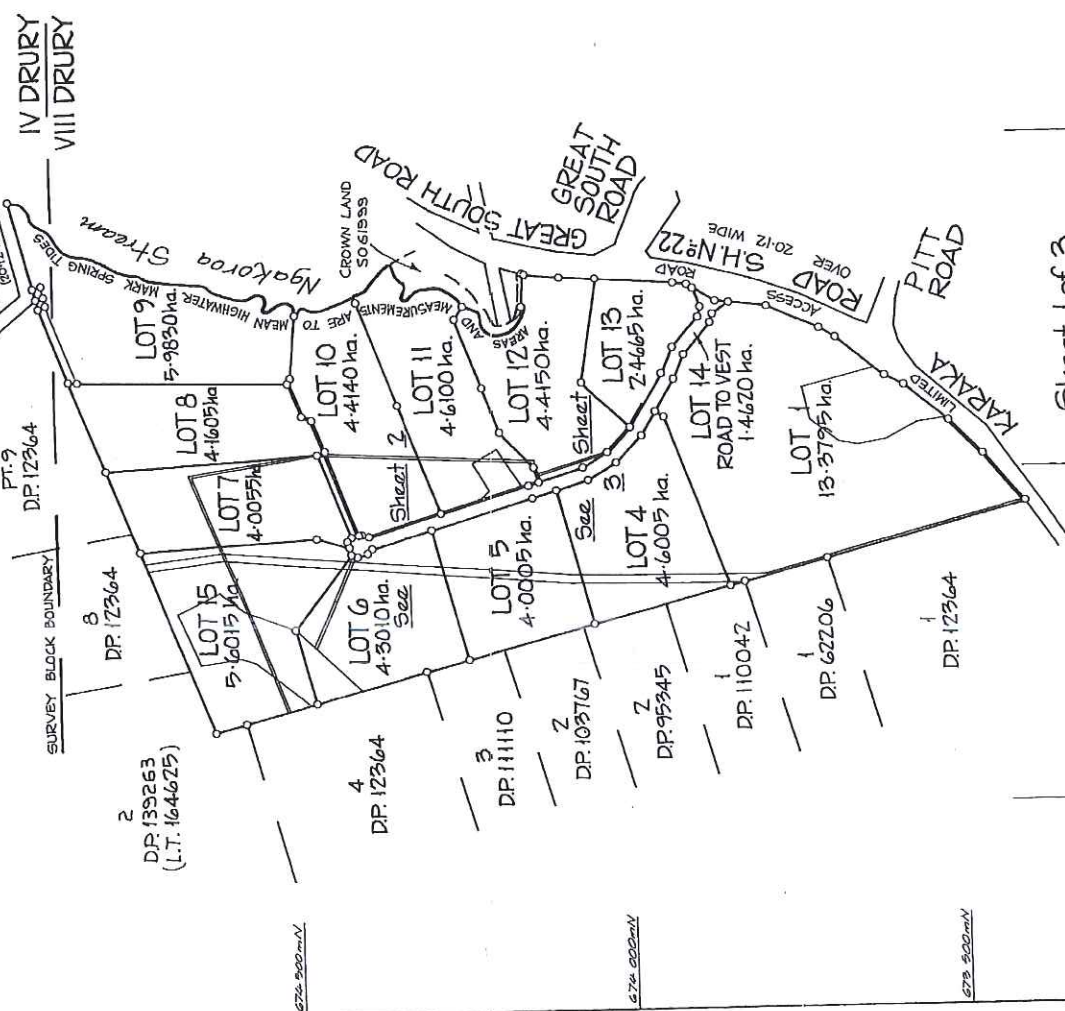 IV DRURY
VIII DRURY
PT. 9
D.P. 12364
SURVEY BLOCK BOUNDARY
8
D.P. 12364
2
D.P. 139263
(L.T. 164625)
4
D.P. 12364
3
D.P. 111110
2
D.P. 103767
2
D.P. 95345
1
D.P. 110042
1
D.P. 62206
1
D.P. 12364
LOT 9
5·9830 ha.
LOT 8
4·1605 ha
LOT 7
4·0055 ha
LOT 15
5·6015 ha
LOT 6
4·3010 ha.
See
LOT 10
4·4140 ha.
Sheet 2
LOT 11
4·6100 ha.
LOT 12
4·4150 ha.
LOT 13
2·4665 ha.
LOT 5
4·0005 ha.
See Sheet 3
LOT 4
4·6005 ha.
LOT 14
ROAD TO VEST
1·4620 ha.
LOT 1
13·3795 ha.
Ngakoroa Stream
AREAS AND MEASUREMENTS ARE TO MEAN HIGHWATER MARK SPRING TIDES
CROWN LAND
SO 61999
GREAT SOUTH ROAD
GREAT
SOUTH
ROAD
S.H. Nº 22
20·12 WIDE
LIMITED ACCESS ROAD
OVER
KARAKA ROAD
PITT
ROAD
674 500mN
674 000mN
673 500mN
Sheet 1 of 3